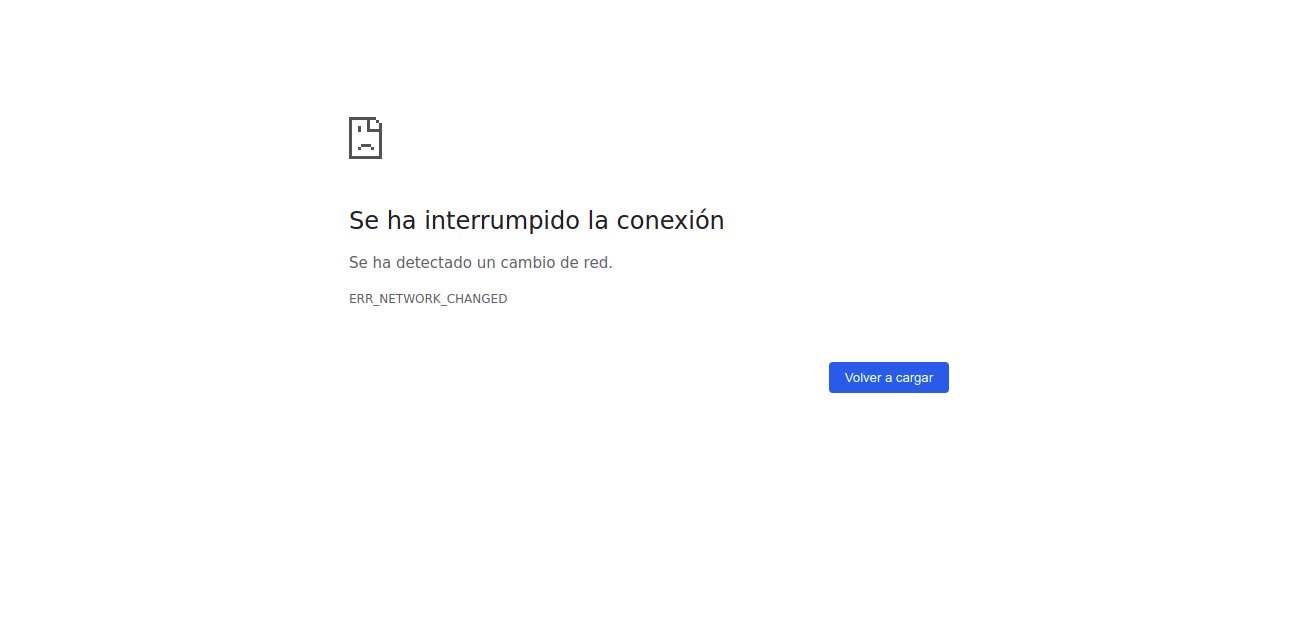 Se ha interrumpido la conexión
Se ha detectado un cambio de red.
ERR_NETWORK_CHANGED
Volver a cargar